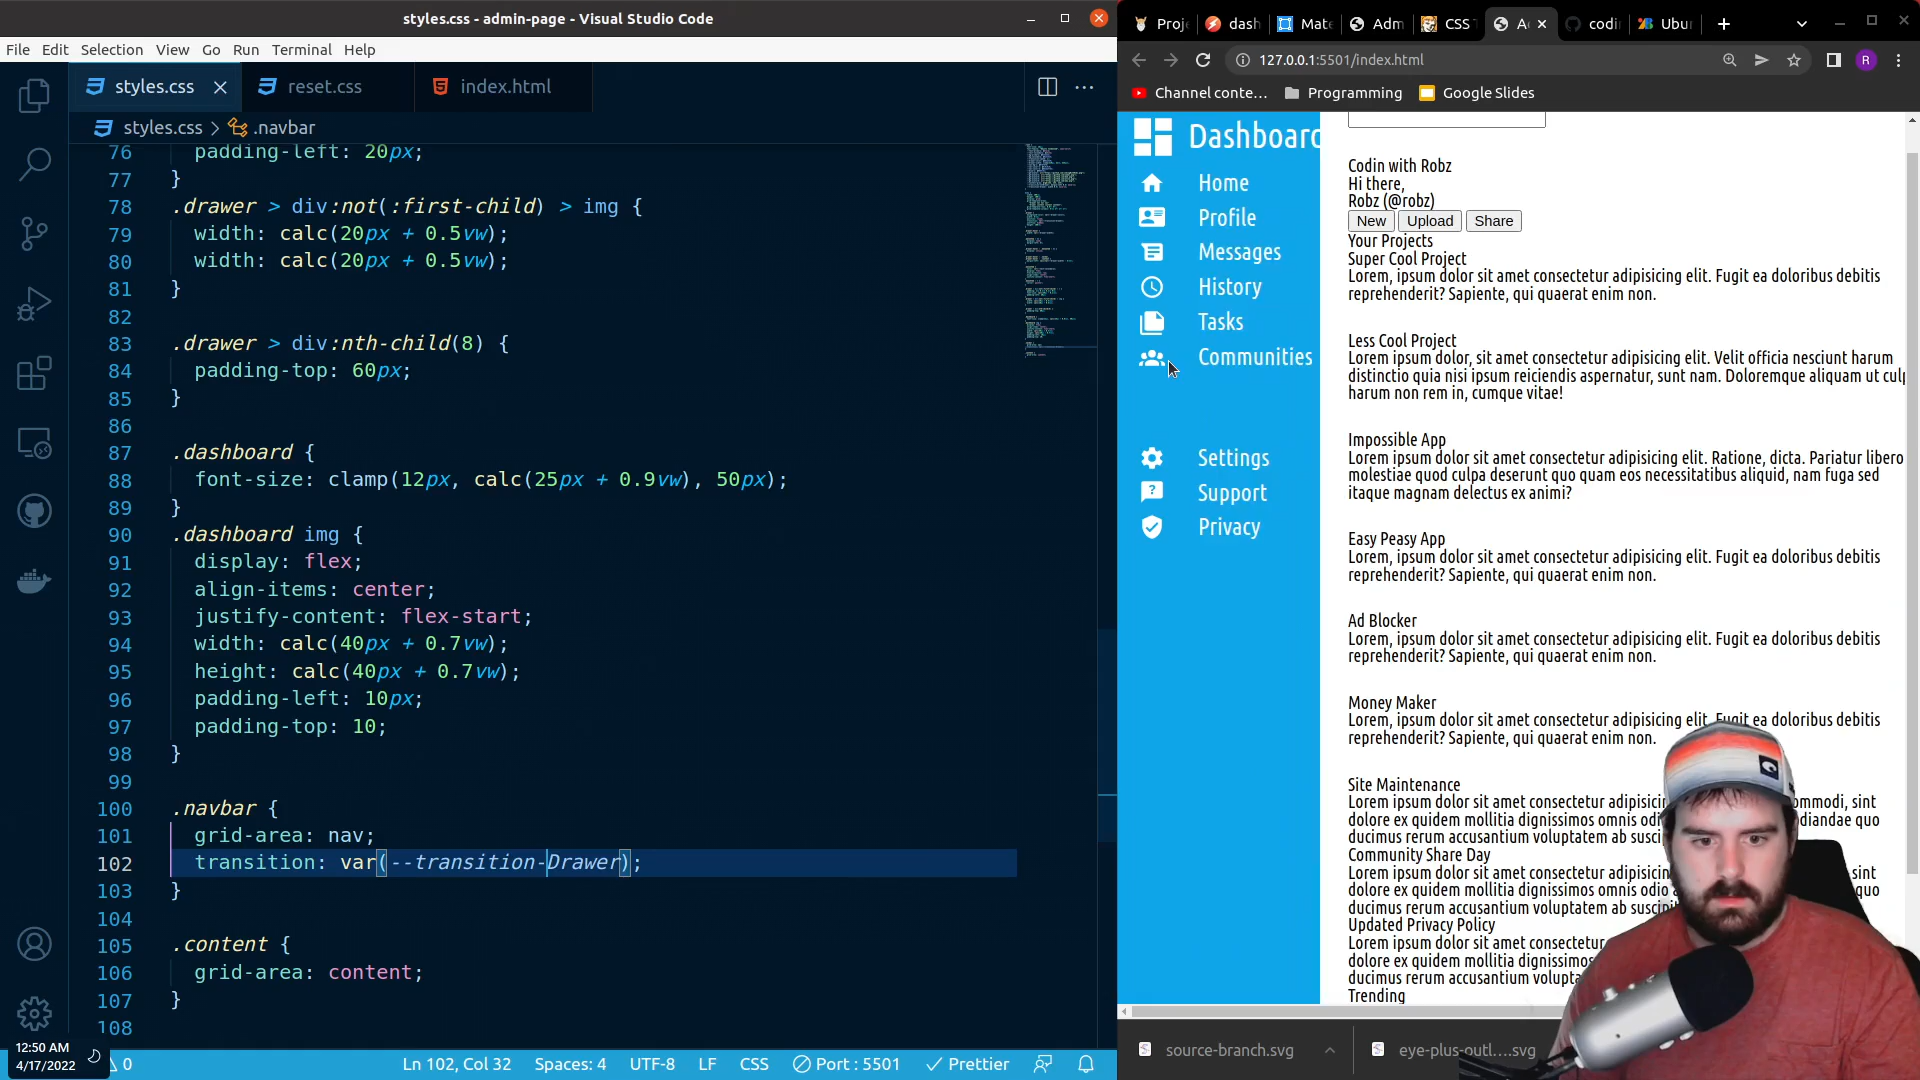 styles.css - admin-page - Visual Studio Code
File Edit Selection View Go Run Terminal Help
styles.css reset.css index.html
styles.css > .navbar
76 padding-left: 20px;
77 }
78 .drawer > div:not(:first-child) > img {
79 width: calc(20px + 0.5vw);
80 width: calc(20px + 0.5vw);
81 }
82
83 .drawer > div:nth-child(8) {
84 padding-top: 60px;
85 }
86
87 .dashboard {
88 font-size: clamp(12px, calc(25px + 0.9vw), 50px);
89 }
90 .dashboard img {
91 display: flex;
92 align-items: center;
93 justify-content: flex-start;
94 width: calc(40px + 0.7vw);
95 height: calc(40px + 0.7vw);
96 padding-left: 10px;
97 padding-top: 10;
98 }
99
100 .navbar {
101 grid-area: nav;
102 transition: var(--transition-Drawer);
103 }
104
105 .content {
106 grid-area: content;
107 }
108
12:50 AM
4/17/2022
0 Ln 102, Col 32 Spaces: 4 UTF-8 LF CSS Port : 5501 Prettier
Proj dash Mat Adm CSS A codi Ubu
127.0.0.1:5501/index.html
R
Channel conte... Programming Google Slides
Dashboard
Home
Profile
Messages
History
Tasks
Communities
Settings
Support
Privacy
Codin with Robz
Hi there,
Robz (@robz)
New Upload Share
Your Projects
Super Cool Project
Lorem, ipsum dolor sit amet consectetur adipisicing elit. Fugit ea doloribus debitis
reprehenderit? Sapiente, qui quaerat enim non.
Less Cool Project
Lorem ipsum dolor, sit amet consectetur adipisicing elit. Velit officia nesciunt harum
distinctio quia nisi ipsum reiciendis aspernatur, sunt nam. Doloremque aliquam ut culp
harum non rem in, cumque vitae!
Impossible App
Lorem ipsum dolor, sit amet consectetur adipisicing elit. Ratione, dicta. Pariatur libero
molestiae quod culpa deserunt quo quam eos necessitatibus aliquid, nam fuga sed
itaque magnam delectus ex animi?
Easy Peasy App
Lorem, ipsum dolor sit amet consectetur adipisicing elit. Fugit ea doloribus debitis
reprehenderit? Sapiente, qui quaerat enim non.
Ad Blocker
Lorem, ipsum dolor sit amet consectetur adipisicing elit. Fugit ea doloribus debitis
reprehenderit? Sapiente, qui quaerat enim non.
Money Maker
Lorem, ipsum dolor sit amet consectetur adipisicing elit. Fugit ea doloribus debitis
reprehenderit? Sapiente, qui quaerat enim non.
Site Maintenance
Lorem ipsum dolor sit amet consectetur adipisicin ommodi, sint
dolore ex quidem mollitia dignissimos omnis odi andae quo
ducimus rerum accusantium voluptatem ab susc
Community Share Day
Lorem ipsum dolor sit amet consectetur adipisicin sint
dolore ex quidem mollitia dignissimos omnis odio quo
ducimus rerum accusantium voluptatem ab suscip
Updated Privacy Policy
Lorem ipsum dolor sit amet consectetur
dolore ex quidem mollitia dignissimos
ducimus rerum accusantium volupta
Trending
source-branch.svg eye-plus-outl....svg